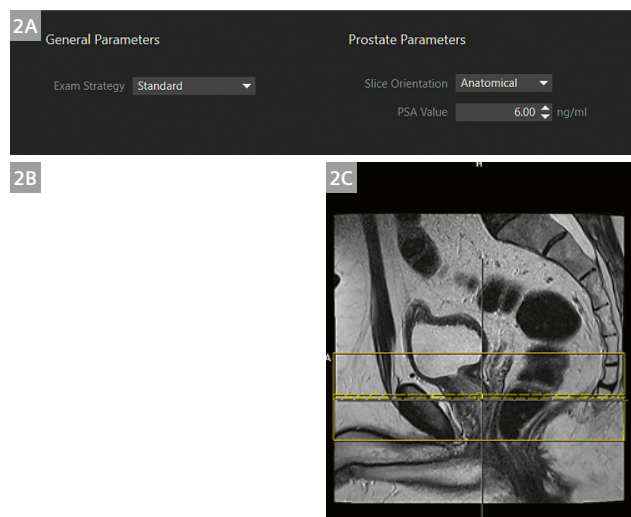 2A
General Parameters
Prostate Parameters
Exam Strategy Standard
Slice Orientation Anatomical
PSA Value 6.00 ng/ml
2B
2C
H
A